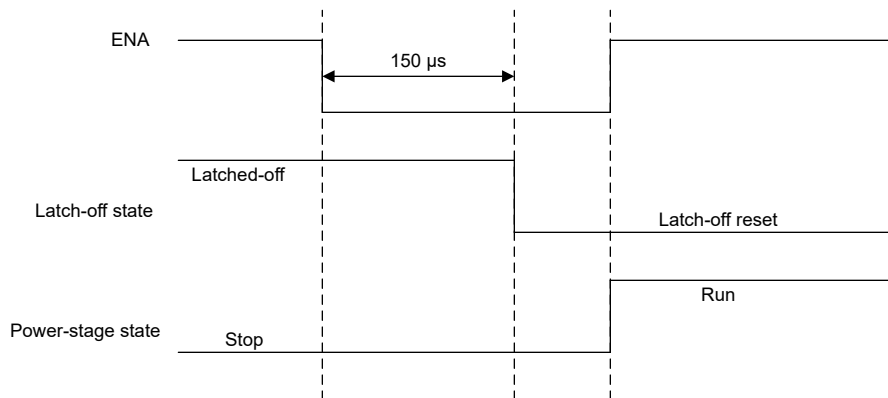 ENA
150 µs
Latched-off
Latch-off state
Latch-off reset
Run
Power-stage state
Stop